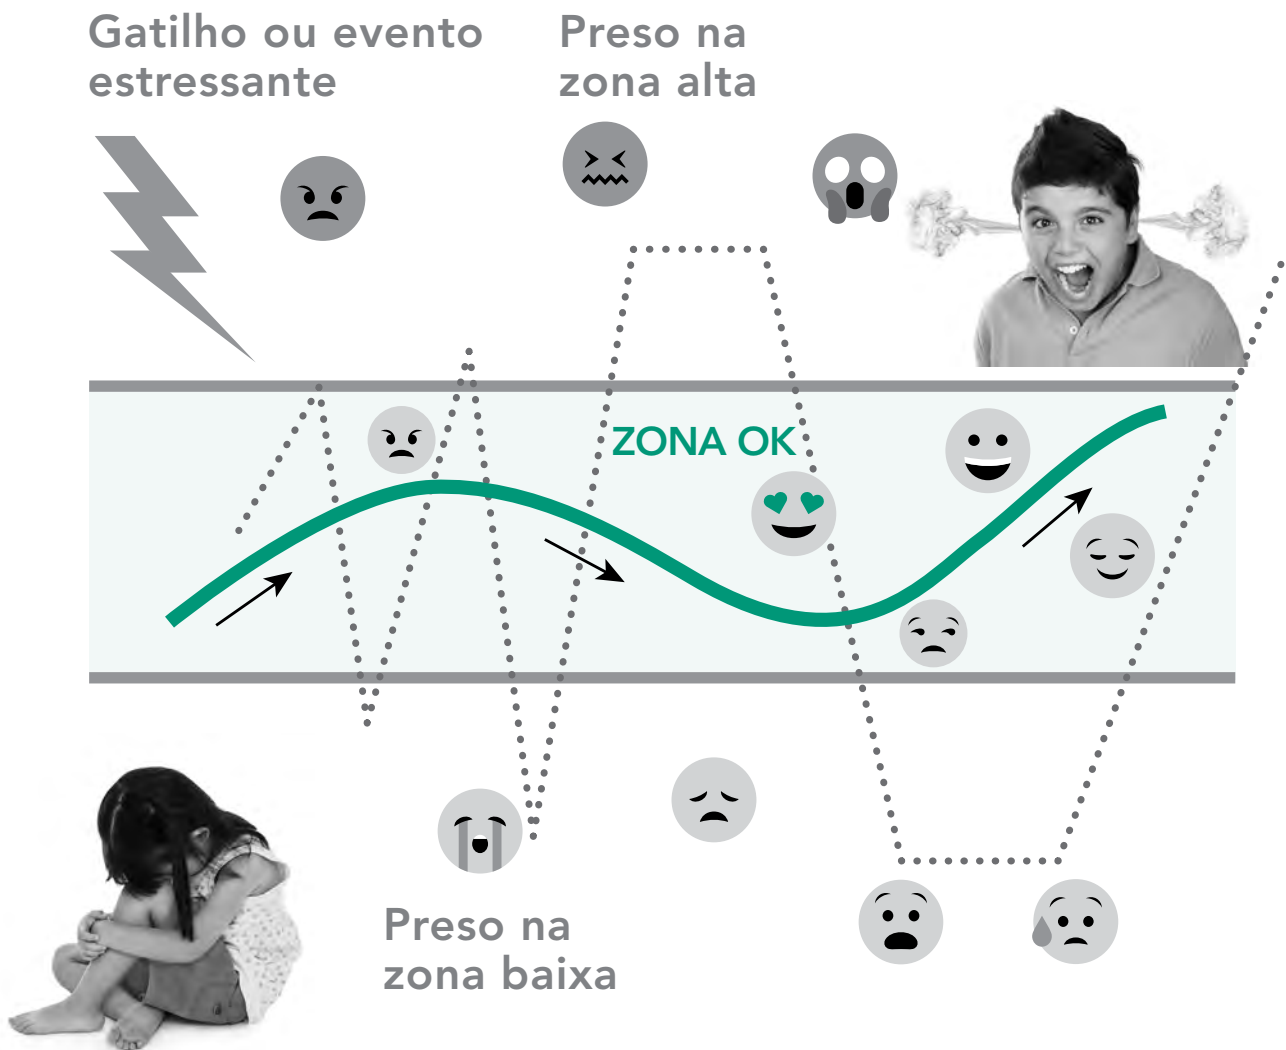 Gatilho ou evento
estressante
Preso na
zona alta
ZONA OK
Preso na
zona baixa